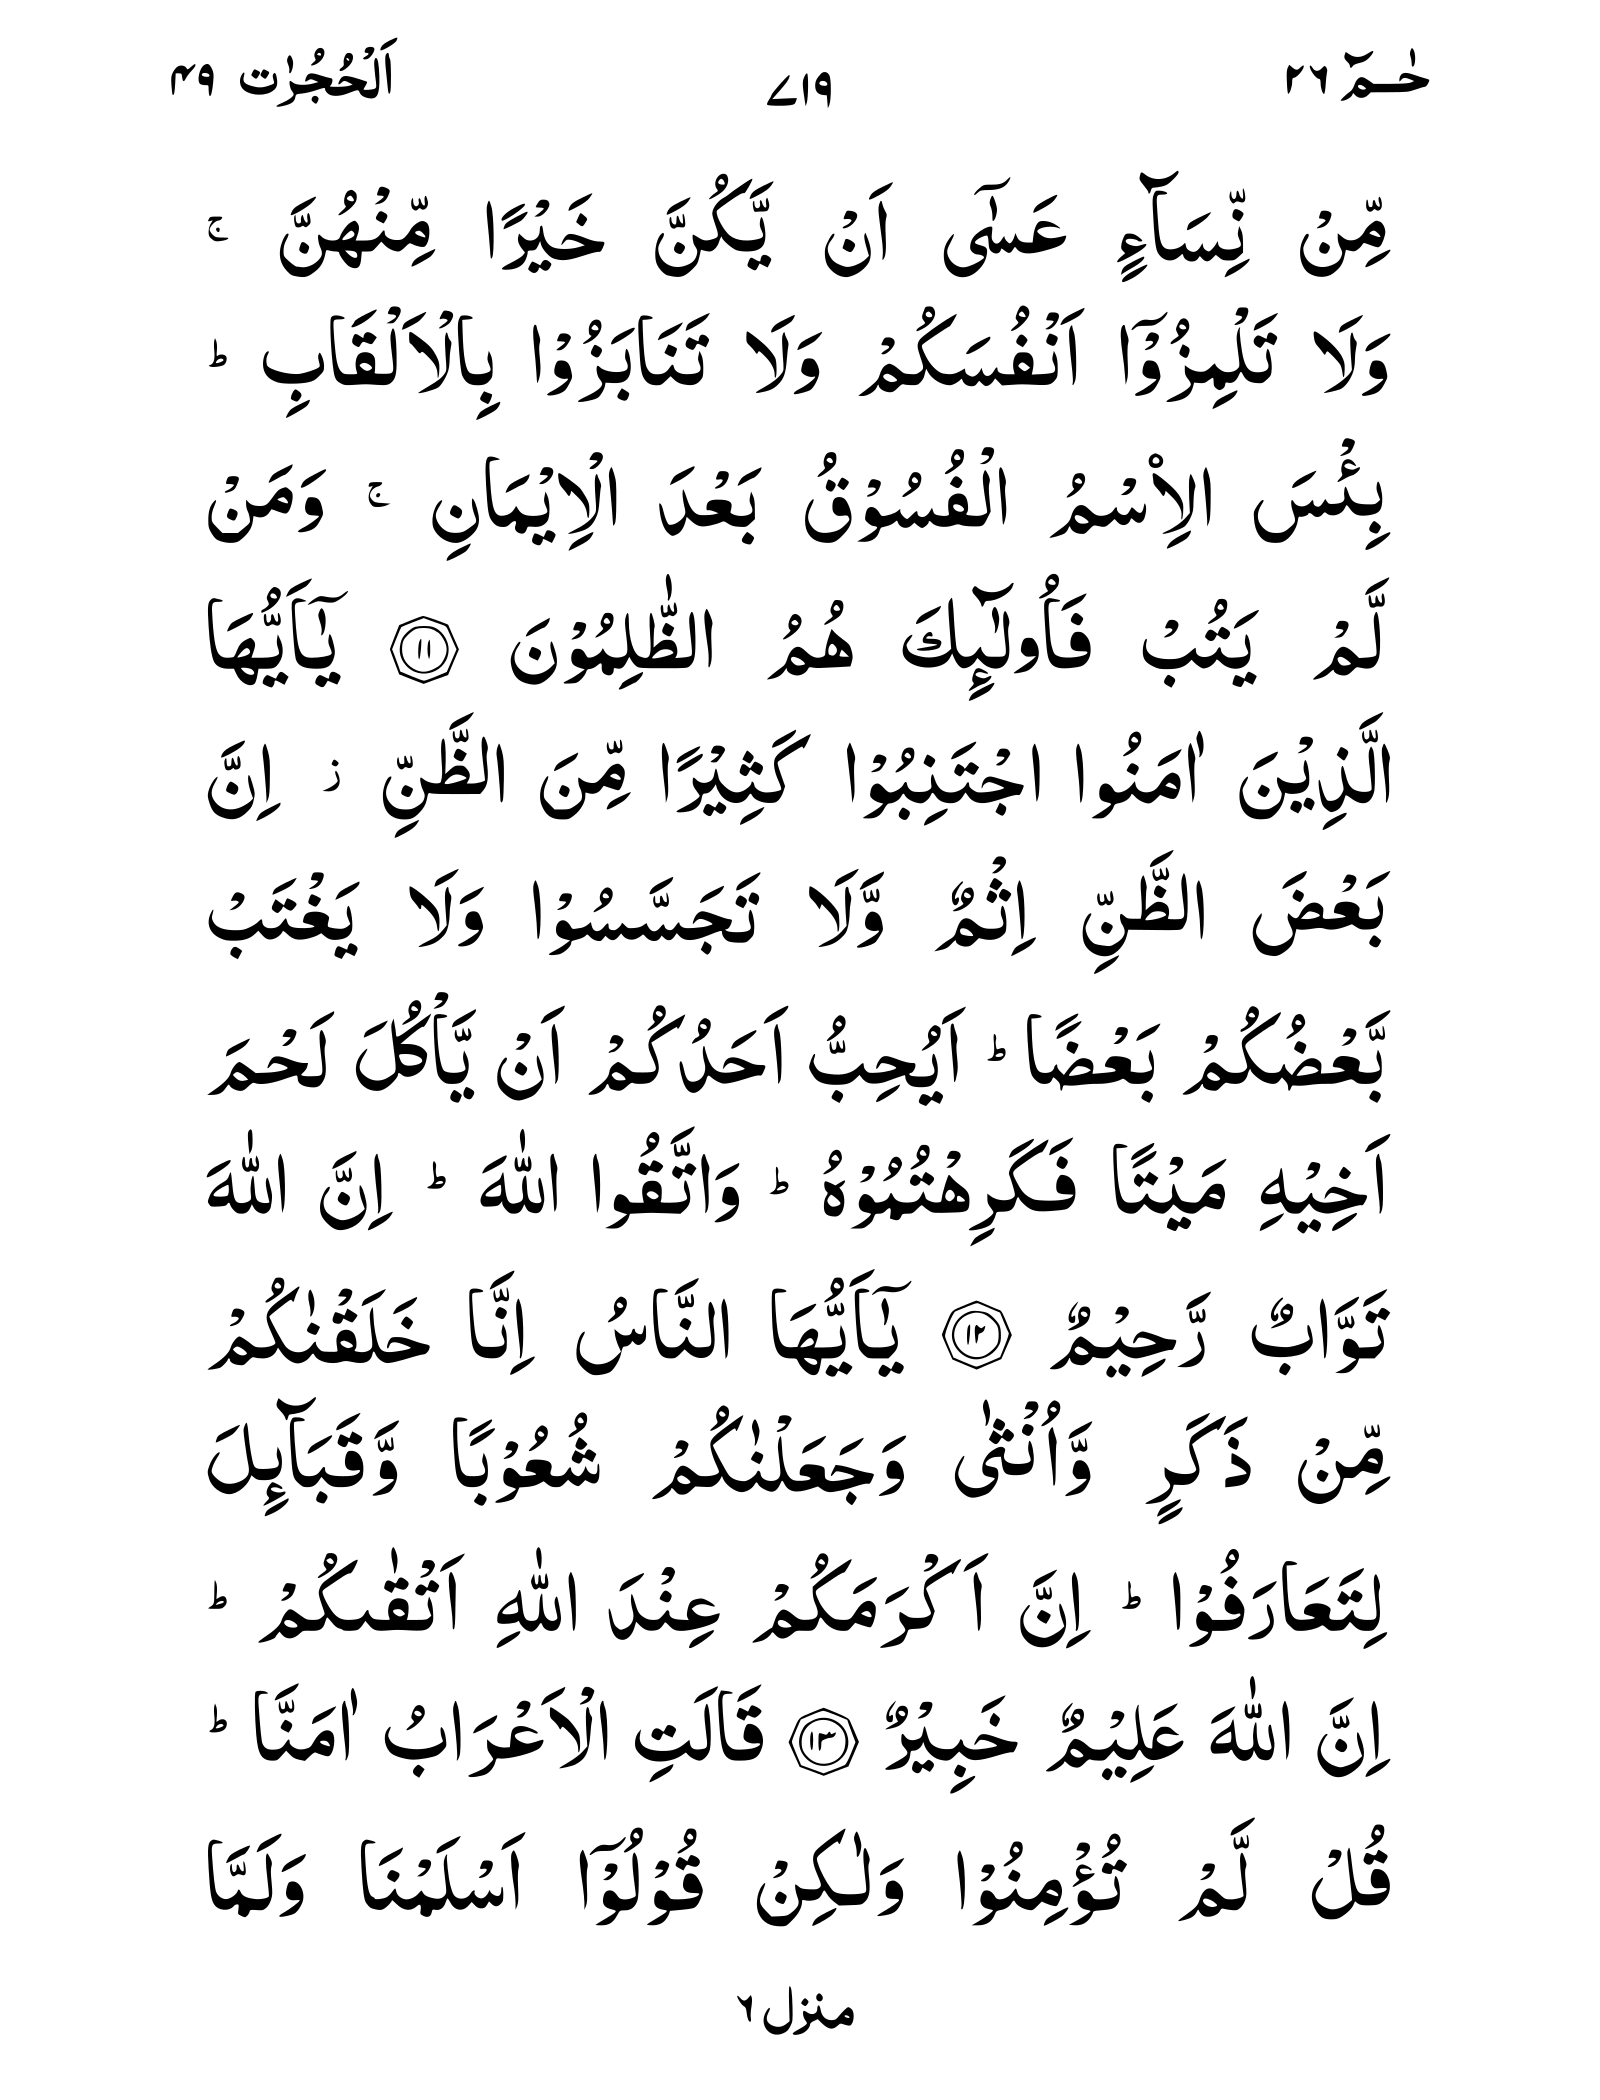 حٰـمٓ ٢٦ ٧١٩ اَلْحُجُرٰت ٤٩
مِّنْ نِّسَآءٍ عَسٰٓى اَنْ يَّكُنَّ خَيْرًا مِّنْهُنَّ ۚ
وَلَا تَلْمِزُوْٓا اَنْفُسَكُمْ وَلَا تَنَابَزُوْا بِالْاَلْقَابِ ؕ
بِئْسَ الِاسْمُ الْفُسُوْقُ بَعْدَ الْاِيْمَانِ ۚ وَمَنْ
لَّمْ يَتُبْ فَاُولٰٓئِكَ هُمُ الظّٰلِمُوْنَ ١١ يٰٓاَيُّهَا
الَّذِيْنَ اٰمَنُوا اجْتَنِبُوْا كَثِيْرًا مِّنَ الظَّنِّ ؗ اِنَّ
بَعْضَ الظَّنِّ اِثْمٌ وَّلَا تَجَسَّسُوْا وَلَا يَغْتَبْ
بَّعْضُكُمْ بَعْضًا ؕ اَيُحِبُّ اَحَدُكُمْ اَنْ يَّاْكُلَ لَحْمَ
اَخِيْهِ مَيْتًا فَكَرِهْتُمُوْهُ ؕ وَاتَّقُوا اللّٰهَ ؕ اِنَّ اللّٰهَ
تَوَّابٌ رَّحِيْمٌ ١٢ يٰٓاَيُّهَا النَّاسُ اِنَّا خَلَقْنٰكُمْ
مِّنْ ذَكَرٍ وَّاُنْثٰى وَجَعَلْنٰكُمْ شُعُوْبًا وَّقَبَآئِلَ
لِتَعَارَفُوْا ؕ اِنَّ اَكْرَمَكُمْ عِنْدَ اللّٰهِ اَتْقٰىكُمْ ؕ
اِنَّ اللّٰهَ عَلِيْمٌ خَبِيْرٌ ١٣ قَالَتِ الْاَعْرَابُ اٰمَنَّا ؕ
قُلْ لَّمْ تُؤْمِنُوْا وَلٰكِنْ قُوْلُوْٓا اَسْلَمْنَا وَلَمَّا
منزل ٦